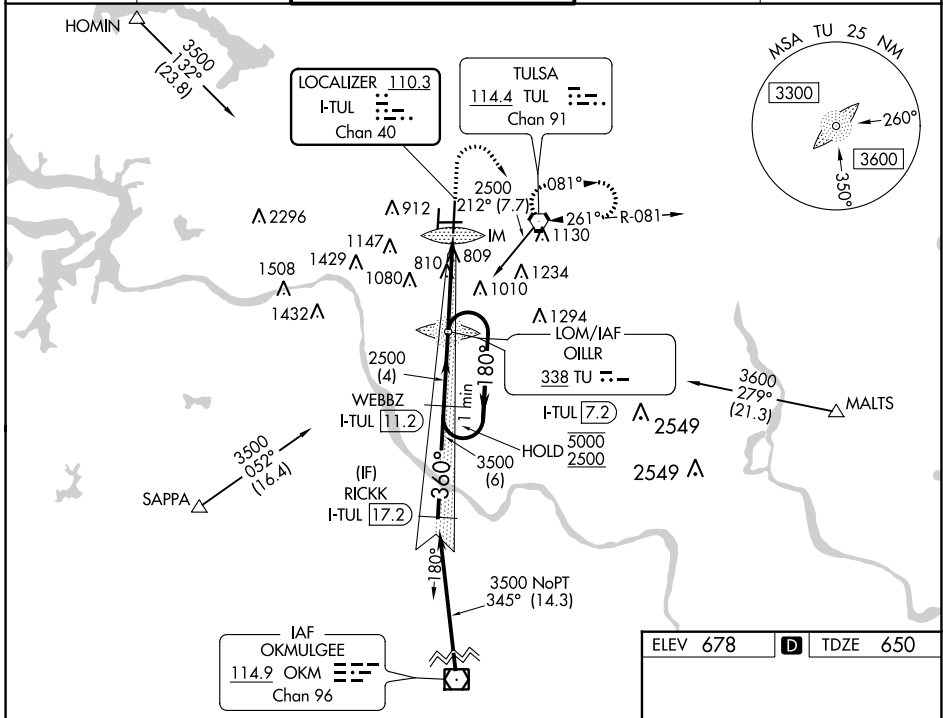 HOMIN
3500
132°
(23.8)
LOCALIZER 110.3
I-TUL
Chan 40
TULSA
114.4 TUL
Chan 91
MSA TU 25 NM
3300
260°
3600
350°
2500
212° (7.7)
081°
261°
R-081
2296
912
IM
1130
1147
1429
809
810
1508
1080
1234
1010
1432
1294
LOM/IAF
OILLR
338 TU
2500
(4)
180°
1 min
WEBBZ
I-TUL 11.2
I-TUL 7.2
2549
3600
279°
(21.3)
MALTS
HOLD 5000
2500
3500
(6)
2549
3500
052°
(16.4)
360°
SAPPA
(IF)
RICKK
I-TUL 17.2
180°
3500 NoPT
345° (14.3)
IAF
OKMULGEE
114.9 OKM
Chan 96
ELEV 678 D TDZE 650